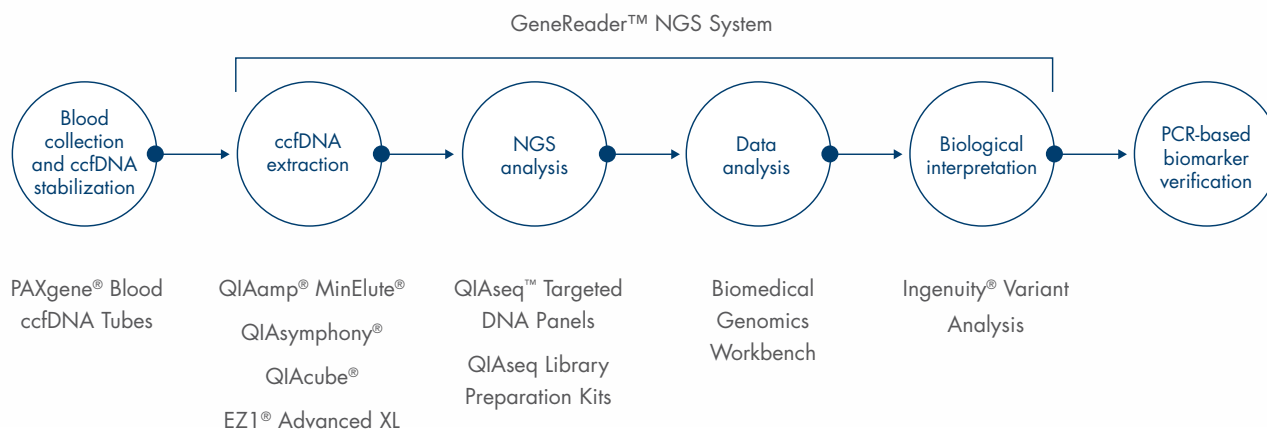 GeneReader™ NGS System
Blood
collection
and ccfDNA
stabilization
ccfDNA
extraction
NGS
analysis
Data
analysis
Biological
interpretation
PCR-based
biomarker
verification
PAXgene® Blood
ccfDNA Tubes
QIAamp® MinElute®
QIAsymphony®
QIAcube®
EZ1® Advanced XL
QIAseq™ Targeted
DNA Panels
QIAseq Library
Preparation Kits
Biomedical
Genomics
Workbench
Ingenuity® Variant
Analysis